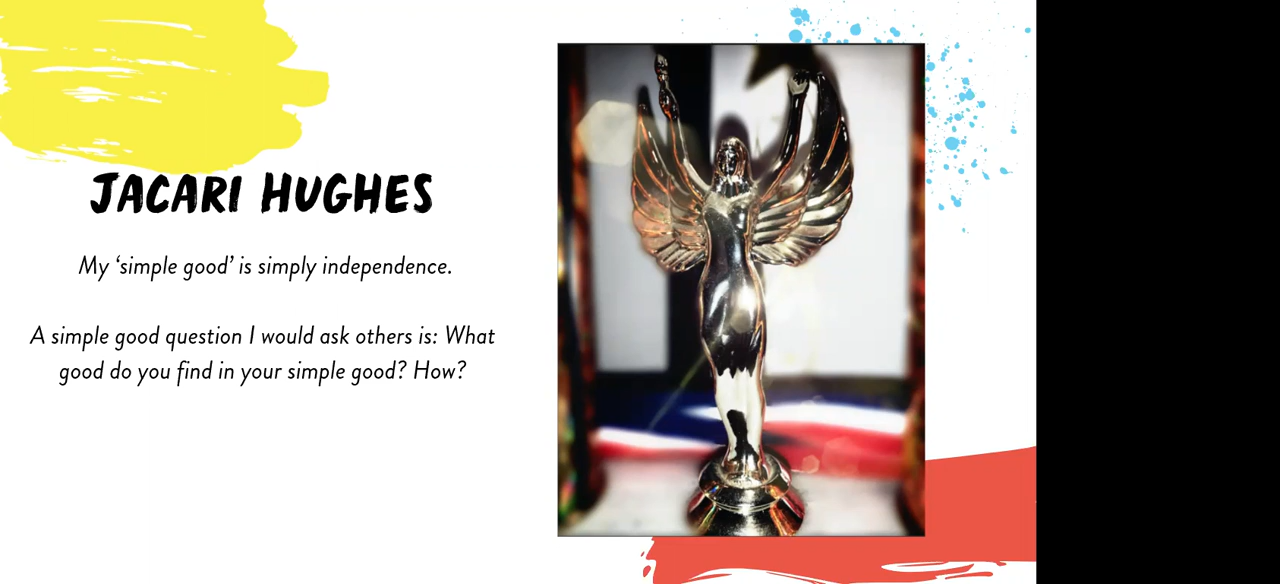 JACARI HUGHES
My ‘simple good’ is simply independence.
A simple good question I would ask others is: What
good do you find in your simple good? How?